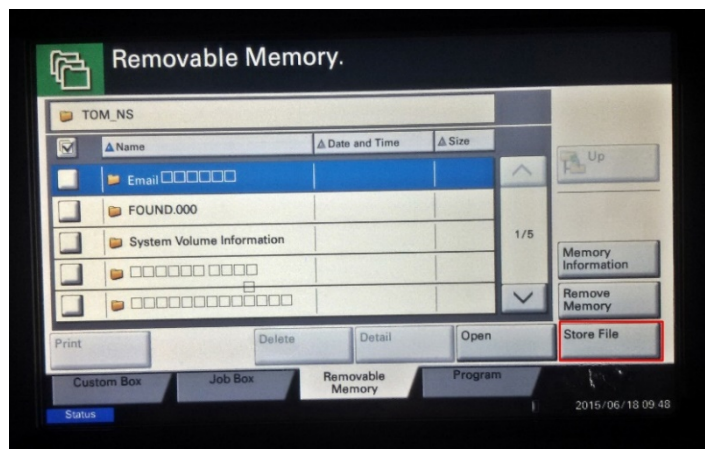 Removable Memory.
TOM_NS
Name Date and Time Size
Up
Email □□□□□□
FOUND.000
1/5
System Volume Information
Memory
Information
□□□□□□ □□□□
□□□□□□□□□□□□□
Remove
Memory
Print Delete Detail Open Store File
Custom Box Job Box Removable
Memory Program
Status 2015/06/18 09:48